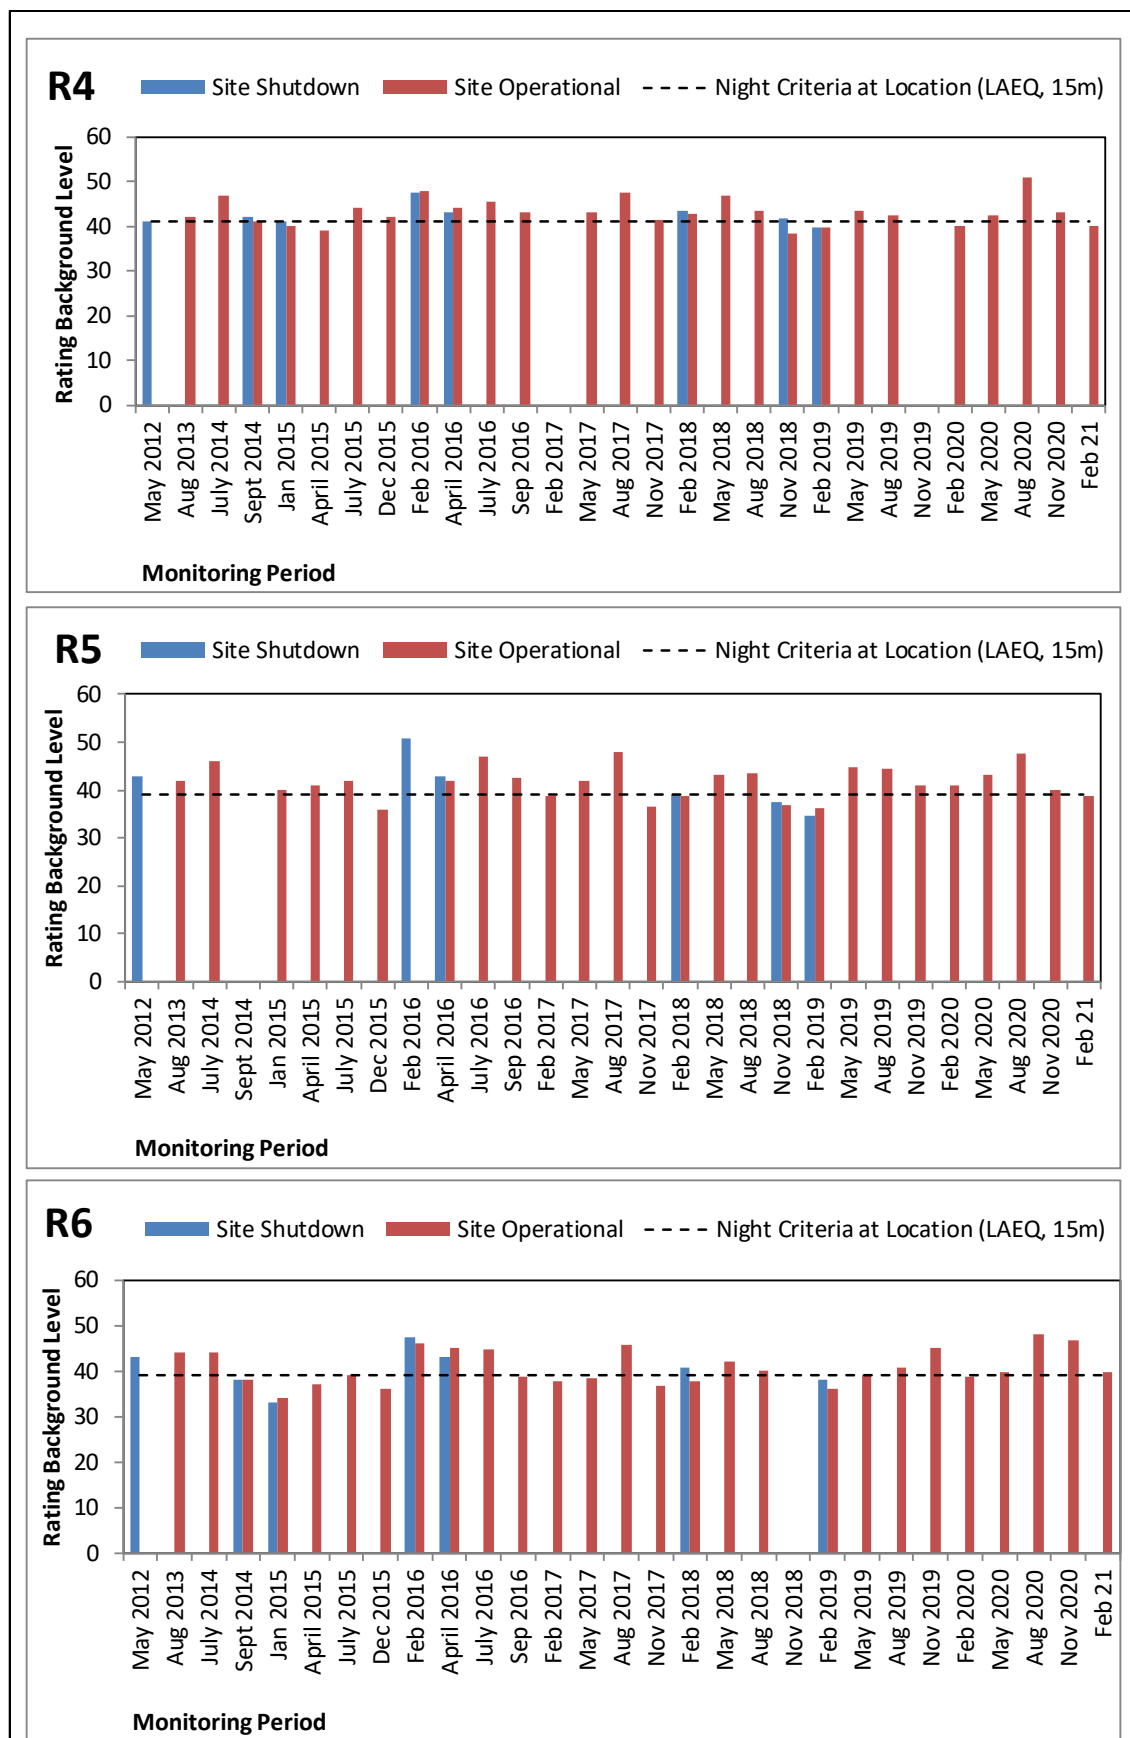 R4
Site Shutdown Site Operational Night Criteria at Location (LAEQ, 15m)
Rating Background Level
60
50
40
30
20
10
0
May 2012
Aug 2013
July 2014
Sept 2014
Jan 2015
April 2015
July 2015
Dec 2015
Feb 2016
April 2016
July 2016
Sep 2016
Feb 2017
May 2017
Aug 2017
Nov 2017
Feb 2018
May 2018
Aug 2018
Nov 2018
Feb 2019
May 2019
Aug 2019
Nov 2019
Feb 2020
May 2020
Aug 2020
Nov 2020
Feb 21
Monitoring Period
R5
Site Shutdown Site Operational Night Criteria at Location (LAEQ, 15m)
Rating Background Level
60
50
40
30
20
10
0
May 2012
Aug 2013
July 2014
Sept 2014
Jan 2015
April 2015
July 2015
Dec 2015
Feb 2016
April 2016
July 2016
Sep 2016
Feb 2017
May 2017
Aug 2017
Nov 2017
Feb 2018
May 2018
Aug 2018
Nov 2018
Feb 2019
May 2019
Aug 2019
Nov 2019
Feb 2020
May 2020
Aug 2020
Nov 2020
Feb 21
Monitoring Period
R6
Site Shutdown Site Operational Night Criteria at Location (LAEQ, 15m)
Rating Background Level
60
50
40
30
20
10
0
May 2012
Aug 2013
July 2014
Sept 2014
Jan 2015
April 2015
July 2015
Dec 2015
Feb 2016
April 2016
July 2016
Sep 2016
Feb 2017
May 2017
Aug 2017
Nov 2017
Feb 2018
May 2018
Aug 2018
Nov 2018
Feb 2019
May 2019
Aug 2019
Nov 2019
Feb 2020
May 2020
Aug 2020
Nov 2020
Feb 21
Monitoring Period